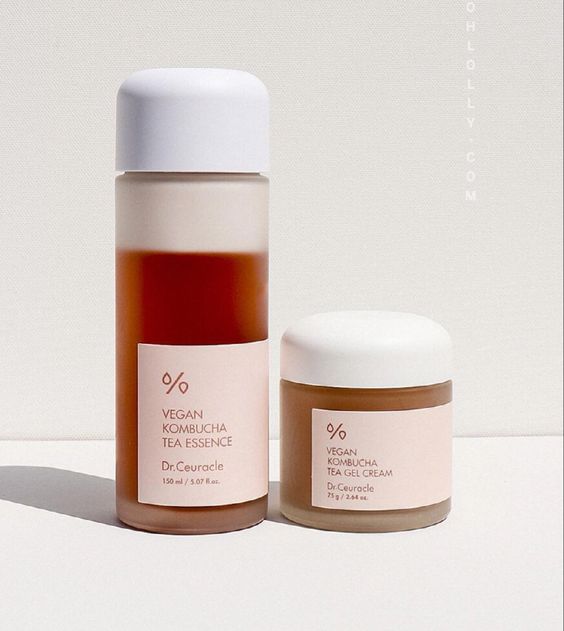 OHLOLLY.COM
%
VEGAN
KOMBUCHA
TEA ESSENCE
Dr.Ceuracle
150 ml / 5.07 fl.oz.
%
VEGAN
KOMBUCHA
TEA GEL CREAM
Dr.Ceuracle
75 g / 2.64 oz.